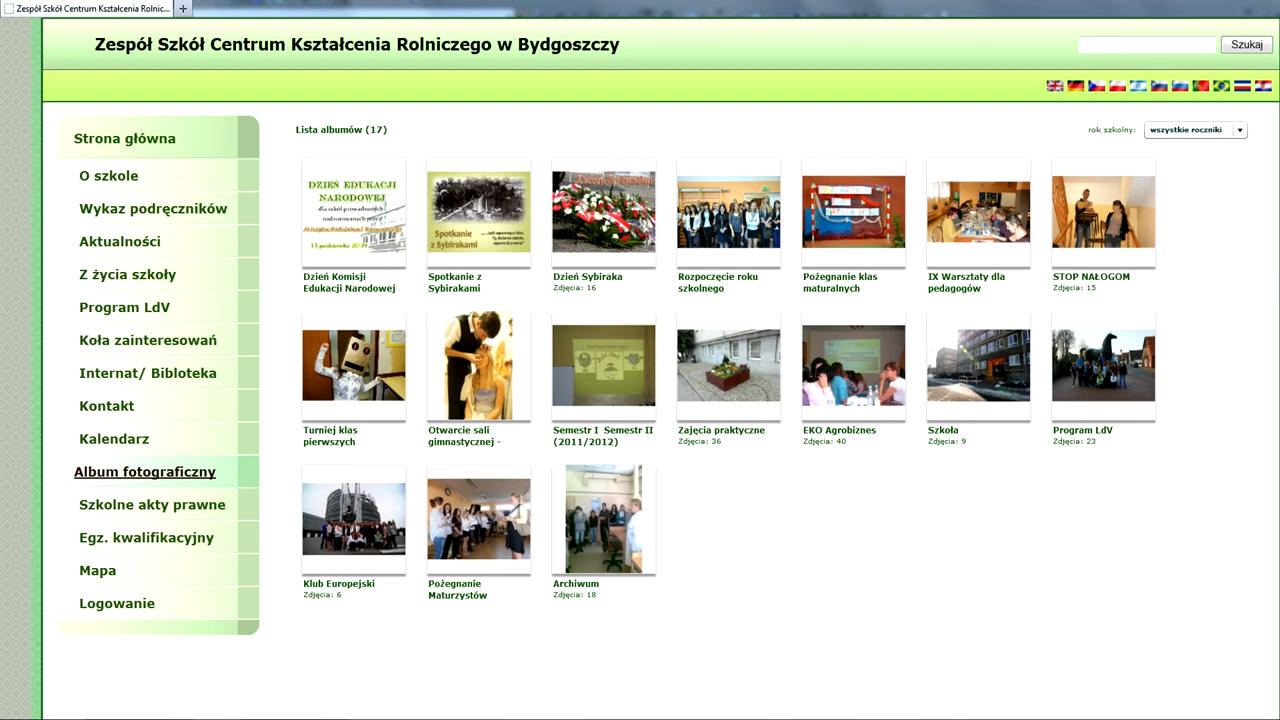 Zespół Szkół Centrum Kształcenia Rolnic...
+
Zespół Szkół Centrum Kształcenia Rolniczego w Bydgoszczy
Szukaj
Strona główna
O szkole
Wykaz podręczników
Aktualności
Z życia szkoły
Program LdV
Koła zainteresowań
Internat/ Bibloteka
Kontakt
Kalendarz
Album fotograficzny
Szkolne akty prawne
Egz. kwalifikacyjny
Mapa
Logowanie
Lista albumów (17)
rok szkolny: wszystkie roczniki
DZIEŃ EDUKACJI
NARODOWEJ
dla szkół prowadzonych
nadzorowanych przez
Spotkanie
z Sybirakami
Dzień Komisji
Edukacji Narodowej
Spotkanie z
Sybirakami
Dzień Sybiraka
Zdjęcia: 16
Rozpoczęcie roku
szkolnego
Pożegnanie klas
maturalnych
IX Warsztaty dla
pedagogów
STOP NAŁOGOM
Zdjęcia: 15
Turniej klas
pierwszych
Otwarcie sali
gimnastycznej -
Semestr I Semestr II
(2011/2012)
Zajęcia praktyczne
Zdjęcia: 36
EKO Agrobiznes
Zdjęcia: 40
Szkoła
Zdjęcia: 9
Program LdV
Zdjęcia: 23
Klub Europejski
Zdjęcia: 6
Pożegnanie
Maturzystów
Archiwum
Zdjęcia: 18